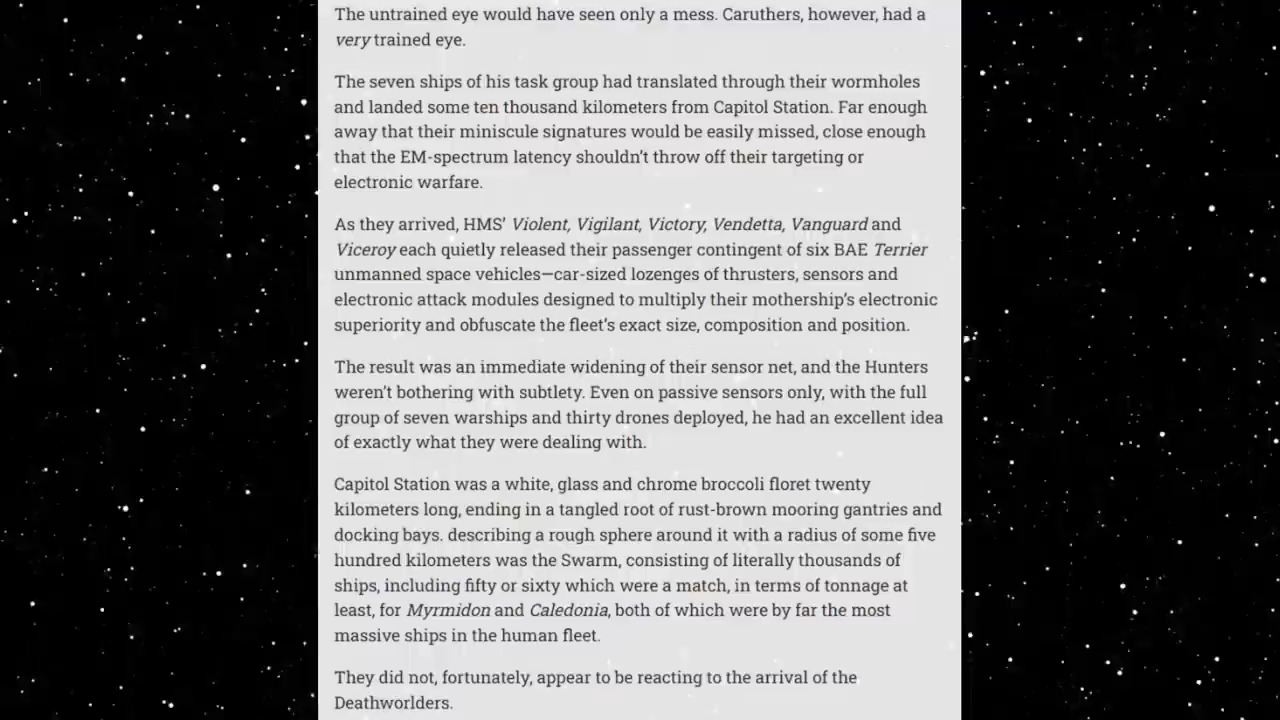 The untrained eye would have seen only a mess. Caruthers, however, had a
very trained eye.
The seven ships of his task group had translated through their wormholes
and landed some ten thousand kilometers from Capitol Station. Far enough
away that their miniscule signatures would be easily missed, close enough
that the EM-spectrum latency shouldn’t throw off their targeting or
electronic warfare.
As they arrived, HMS’ Violent, Vigilant, Victory, Vendetta, Vanguard and
Viceroy each quietly released their passenger contingent of six BAE Terrier
unmanned space vehicles—car-sized lozenges of thrusters, sensors and
electronic attack modules designed to multiply their mothership’s electronic
superiority and obfuscate the fleet’s exact size, composition and position.
The result was an immediate widening of their sensor net, and the Hunters
weren’t bothering with subtlety. Even on passive sensors only, with the full
group of seven warships and thirty drones deployed, he had an excellent idea
of exactly what they were dealing with.
Capitol Station was a white, glass and chrome broccoli floret twenty
kilometers long, ending in a tangled root of rust-brown mooring gantries and
docking bays. describing a rough sphere around it with a radius of some five
hundred kilometers was the Swarm, consisting of literally thousands of
ships, including fifty or sixty which were a match, in terms of tonnage at
least, for Myrmidon and Caledonia, both of which were by far the most
massive ships in the human fleet.
They did not, fortunately, appear to be reacting to the arrival of the
Deathworlders.